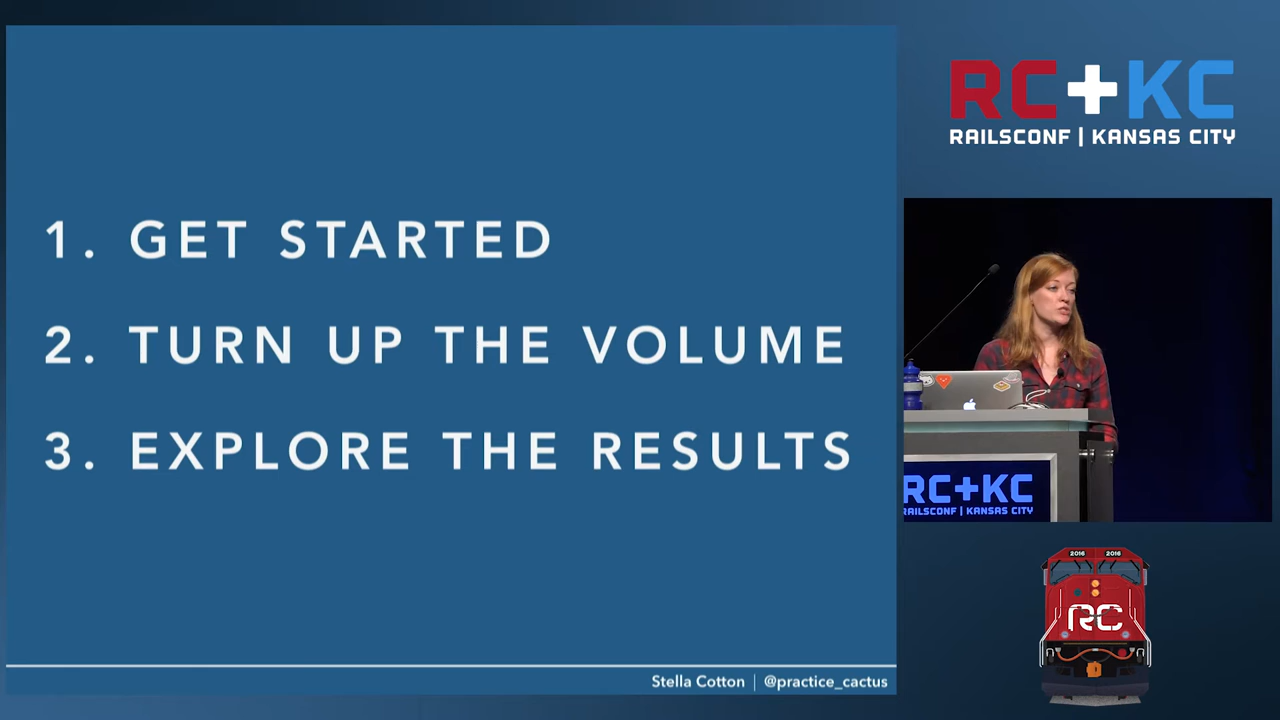 1. GET STARTED
2. TURN UP THE VOLUME
3. EXPLORE THE RESULTS
Stella Cotton | @practice_cactus
RC+KC
RAILSCONF | KANSAS CITY
RC+KC
RAILSCONF | KANSAS CITY
2016 2016
RC